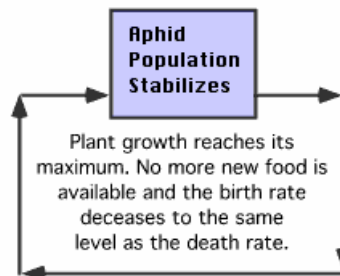 Aphid
Population
Stabilizes
Plant growth reaches its
maximum. No more new food is
available and the birth rate
deceases to the same
level as the death rate.